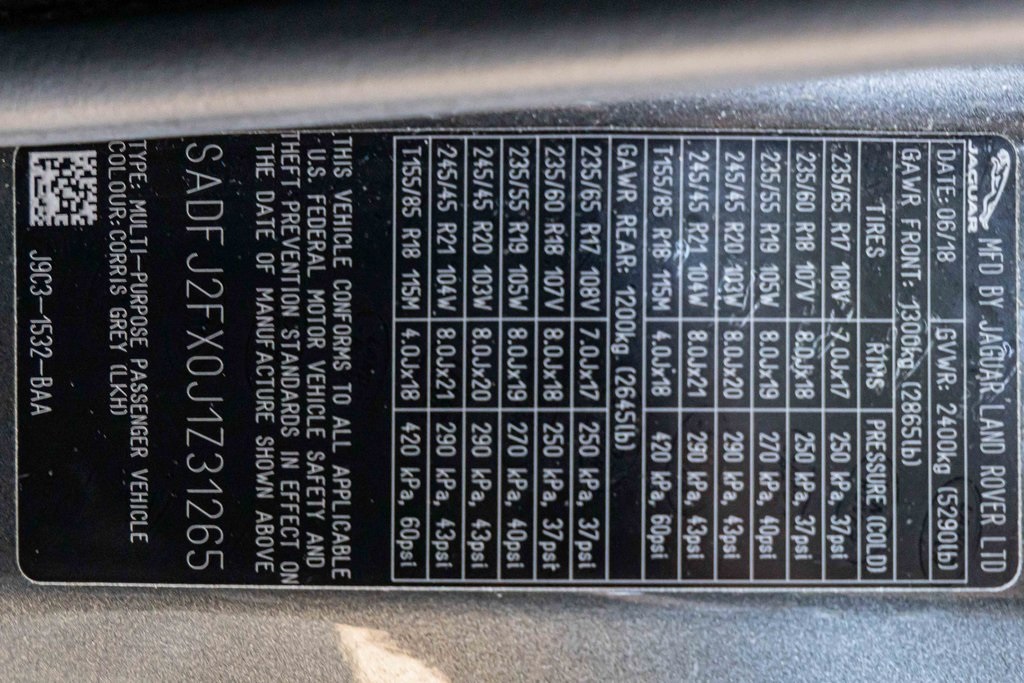 JAGUAR MFD BY JAGUAR LAND ROVER LTD
DATE: 06/18 GVWR: 2400kg (5290lb)
GAWR FRONT: 1300kg (2865lb)
TIRES RIMS PRESSURE (COLD)
235/65 R17 108V 7.0Jx17 250 kPa, 37psi
235/60 R18 107V 8.0Jx18 250 kPa, 37psi
235/55 R19 105W 8.0Jx19 270 kPa, 40psi
245/45 R20 103W 8.0Jx20 290 kPa, 43psi
245/45 R21 104W 8.0Jx21 290 kPa, 43psi
T155/85 R18 115M 4.0Jx18 420 kPa, 60psi
GAWR REAR: 1200kg (2645lb)
235/65 R17 108V 7.0Jx17 250 kPa, 37psi
235/60 R18 107V 8.0Jx18 250 kPa, 37psi
235/55 R19 105W 8.0Jx19 270 kPa, 40psi
245/45 R20 103W 8.0Jx20 290 kPa, 43psi
245/45 R21 104W 8.0Jx21 290 kPa, 43psi
T155/85 R18 115M 4.0Jx18 420 kPa, 60psi
THIS VEHICLE CONFORMS TO ALL APPLICABLE
U.S. FEDERAL MOTOR VEHICLE SAFETY AND
THEFT PREVENTION STANDARDS IN EFFECT ON
THE DATE OF MANUFACTURE SHOWN ABOVE
SADFJ2FX0J1Z31265
TYPE: MULTI-PURPOSE PASSENGER VEHICLE
COLOUR:CORRIS GREY (LKH)
J9C3-1532-BAA